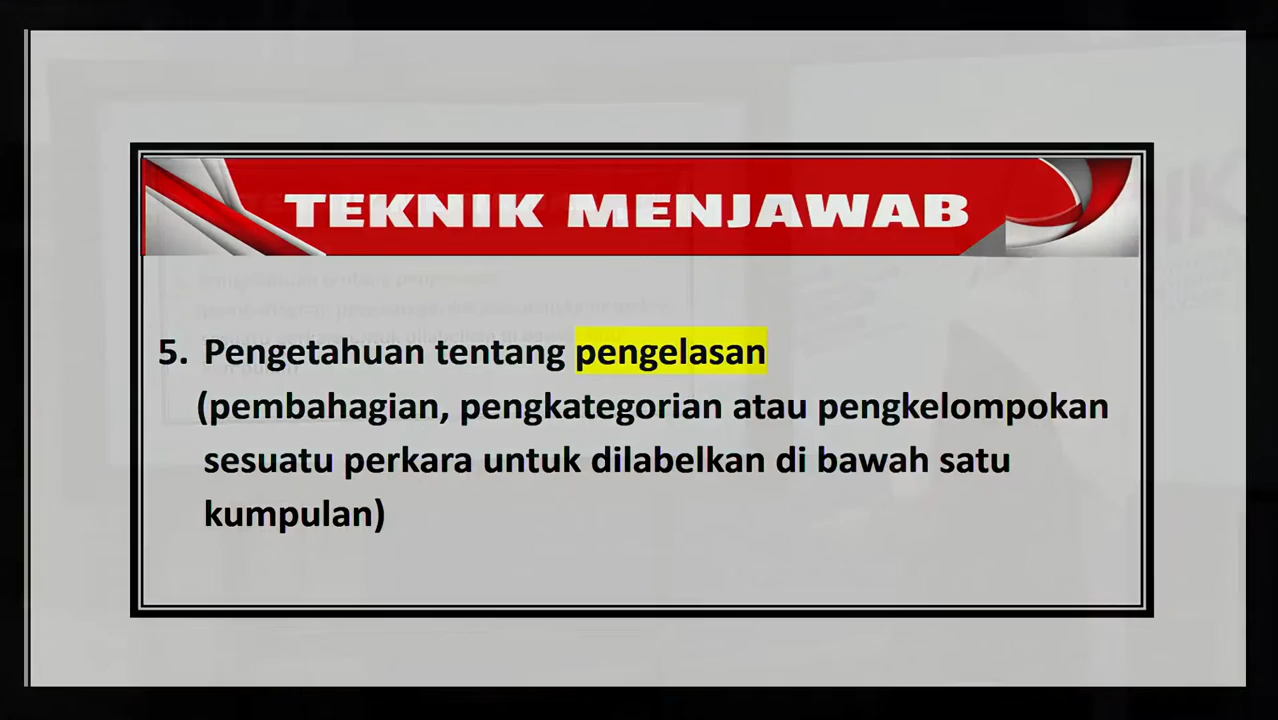 TEKNIK MENJAWAB
5. Pengetahuan tentang pengelasan
(pembahagian, pengkategorian atau pengkelompokan
sesuatu perkara untuk dilabelkan di bawah satu
kumpulan)